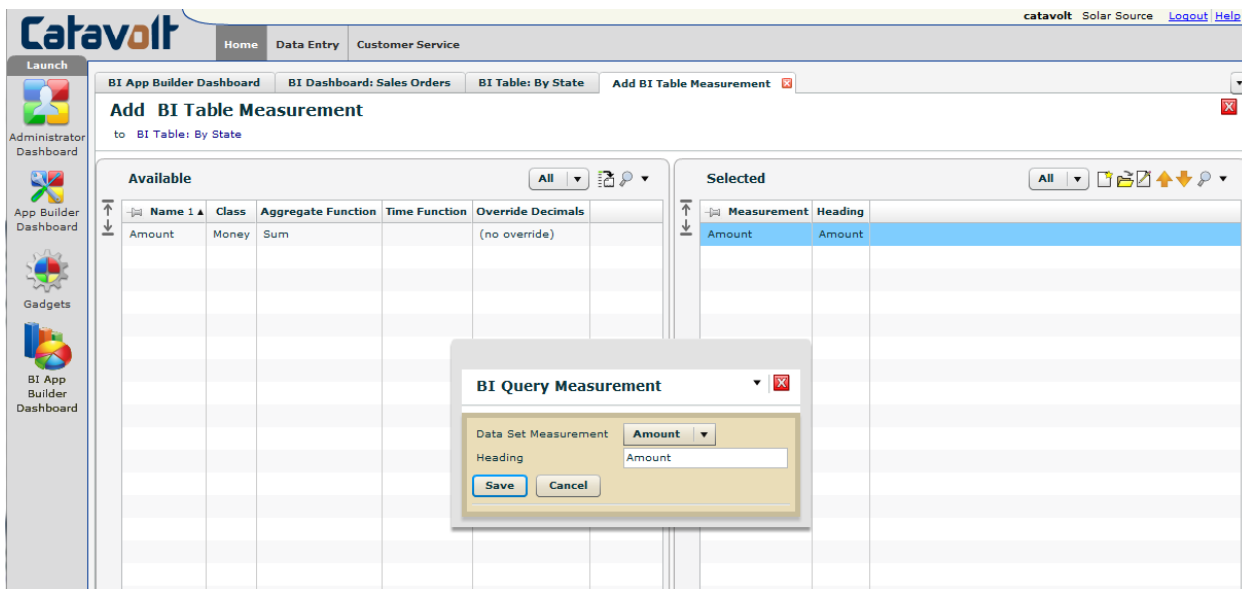 catavolt Solar Source Logout Help
Catavolt
Home Data Entry Customer Service
Launch
BI App Builder Dashboard BI Dashboard: Sales Orders BI Table: By State Add BI Table Measurement
Add BI Table Measurement
to BI Table: By State
Administrator
Dashboard
Available All
Selected All
Name 1 Class Aggregate Function Time Function Override Decimals
Measurement Heading
Amount Money Sum (no override)
Amount Amount
App Builder
Dashboard
Gadgets
BI App
Builder
Dashboard
BI Query Measurement
Data Set Measurement Amount
Heading Amount
Save Cancel